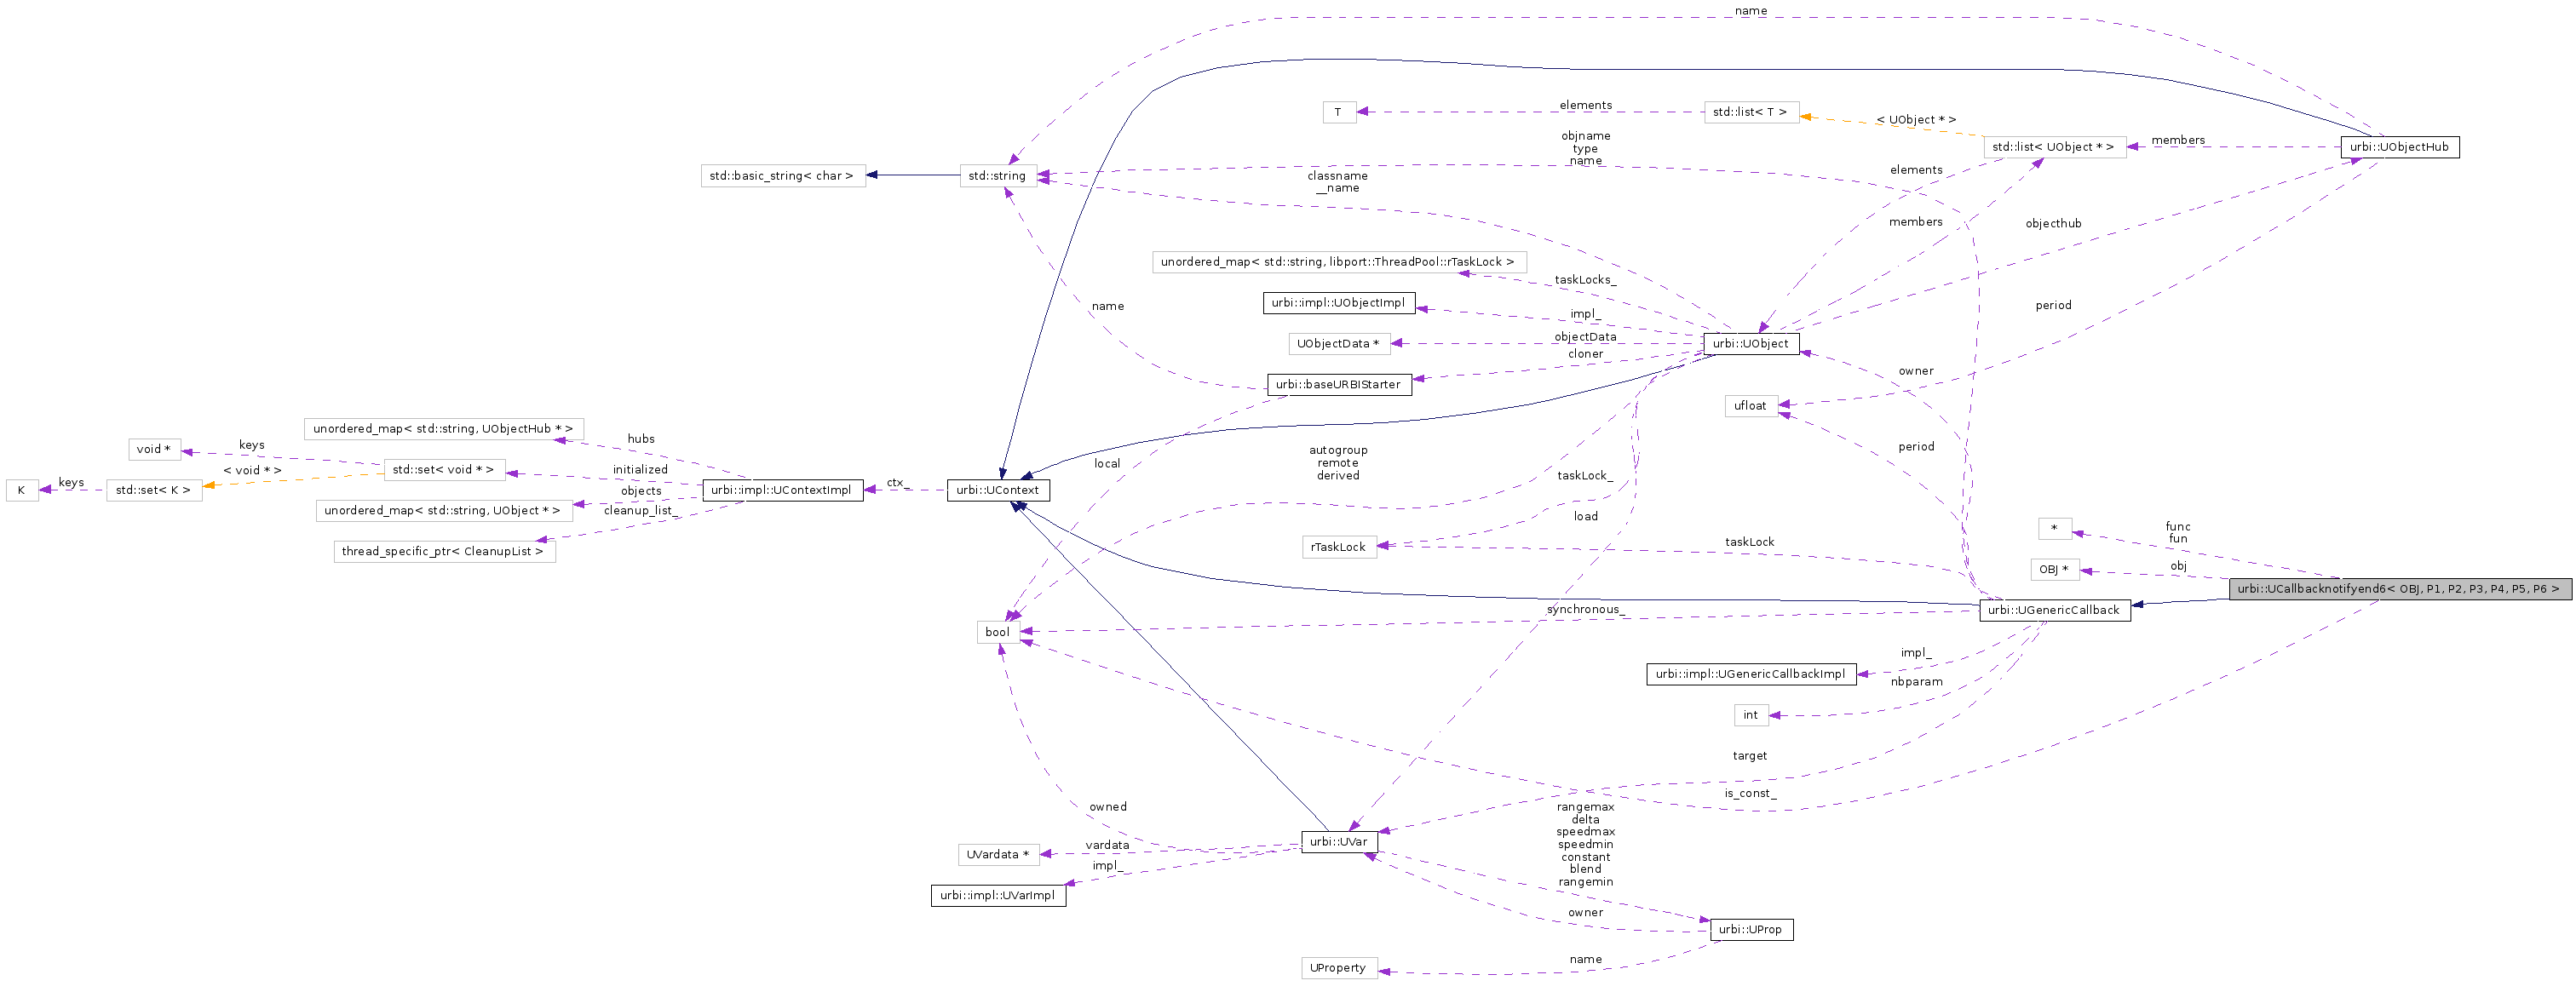 name
elements
T
std::list< T >
< UObject * >
objname
type
name
members
std::list< UObject * >
urbi::UObjectHub
std::basic_string< char >
std::string
classname
__name
elements
members
objecthub
unordered_map< std::string, libport::ThreadPool::rTaskLock >
taskLocks_
urbi::impl::UObjectImpl
impl_
name
period
UObjectData *
objectData
urbi::UObject
cloner
urbi::baseURBIStarter
owner
ufloat
unordered_map< std::string, UObjectHub * >
hubs
void *
keys
std::set< void * >
< void * >
initialized
local
autogroup
remote
derived
period
taskLock_
K
keys
std::set< K >
objects
urbi::impl::UContextImpl
ctx_
urbi::UContext
unordered_map< std::string, UObject * >
cleanup_list_
load
thread_specific_ptr< CleanupList >
rTaskLock
taskLock
*
func
fun
OBJ *
obj
urbi::UCallbacknotifyend6< OBJ, P1, P2, P3, P4, P5, P6 >
synchronous_
urbi::UGenericCallback
bool
impl_
urbi::impl::UGenericCallbackImpl
nbparam
int
target
is_const_
owned
rangemax
delta
speedmax
speedmin
constant
blend
rangemin
urbi::UVar
UVardata *
vardata
impl_
urbi::impl::UVarImpl
owner
urbi::UProp
name
UProperty